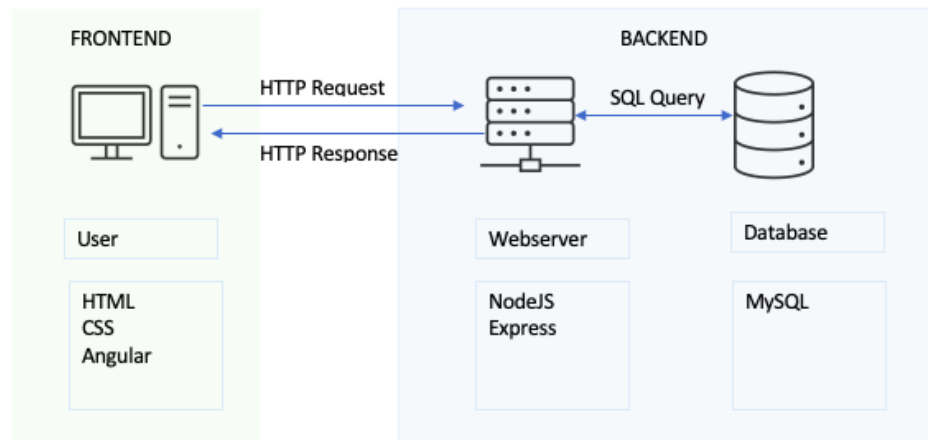 FRONTEND
BACKEND
HTTP Request
SQL Query
HTTP Response
User
Webserver
Database
HTML
CSS
Angular
NodeJS
Express
MySQL